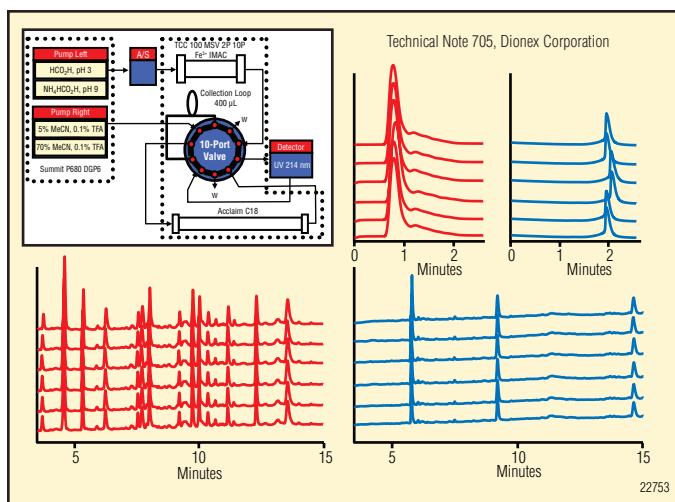 Technical Note 705, Dionex Corporation
TCC 100 MSV 2P 10P
Fe³⁺ IMAC
Pump Left
HCO₂H, pH 3
NH₄HCO₂H, pH 9
A/S
Collection Loop
400 µL
Pump Right
5% MeCN, 0.1% TFA
70% MeCN, 0.1% TFA
Summit P680 DGP6
10-Port
Valve
W
Detector
UV 214 nm
W
Acclaim C18
0 1 2
Minutes
0 1 2
Minutes
5 10 15
Minutes
5 10 15
Minutes
22753